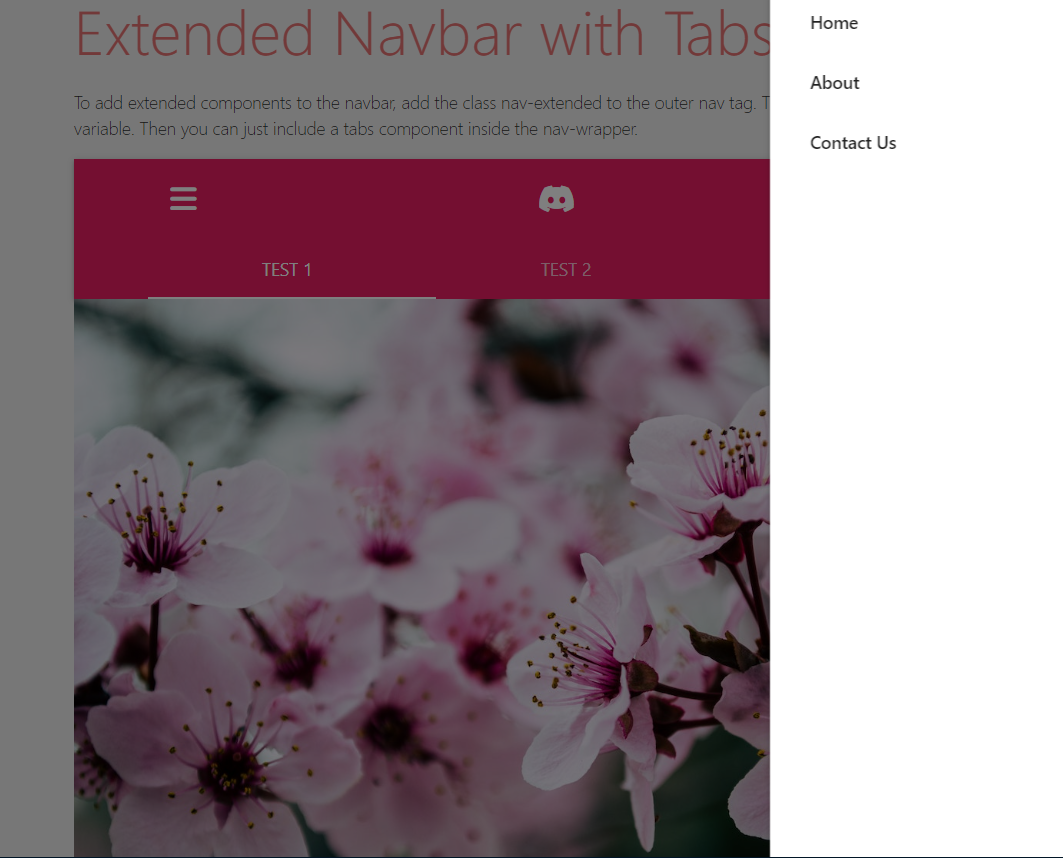 Extended Navbar with Tabs
To add extended components to the navbar, add the class nav-extended to the outer nav tag. T
variable. Then you can just include a tabs component inside the nav-wrapper.
TEST 1
TEST 2
Home
About
Contact Us